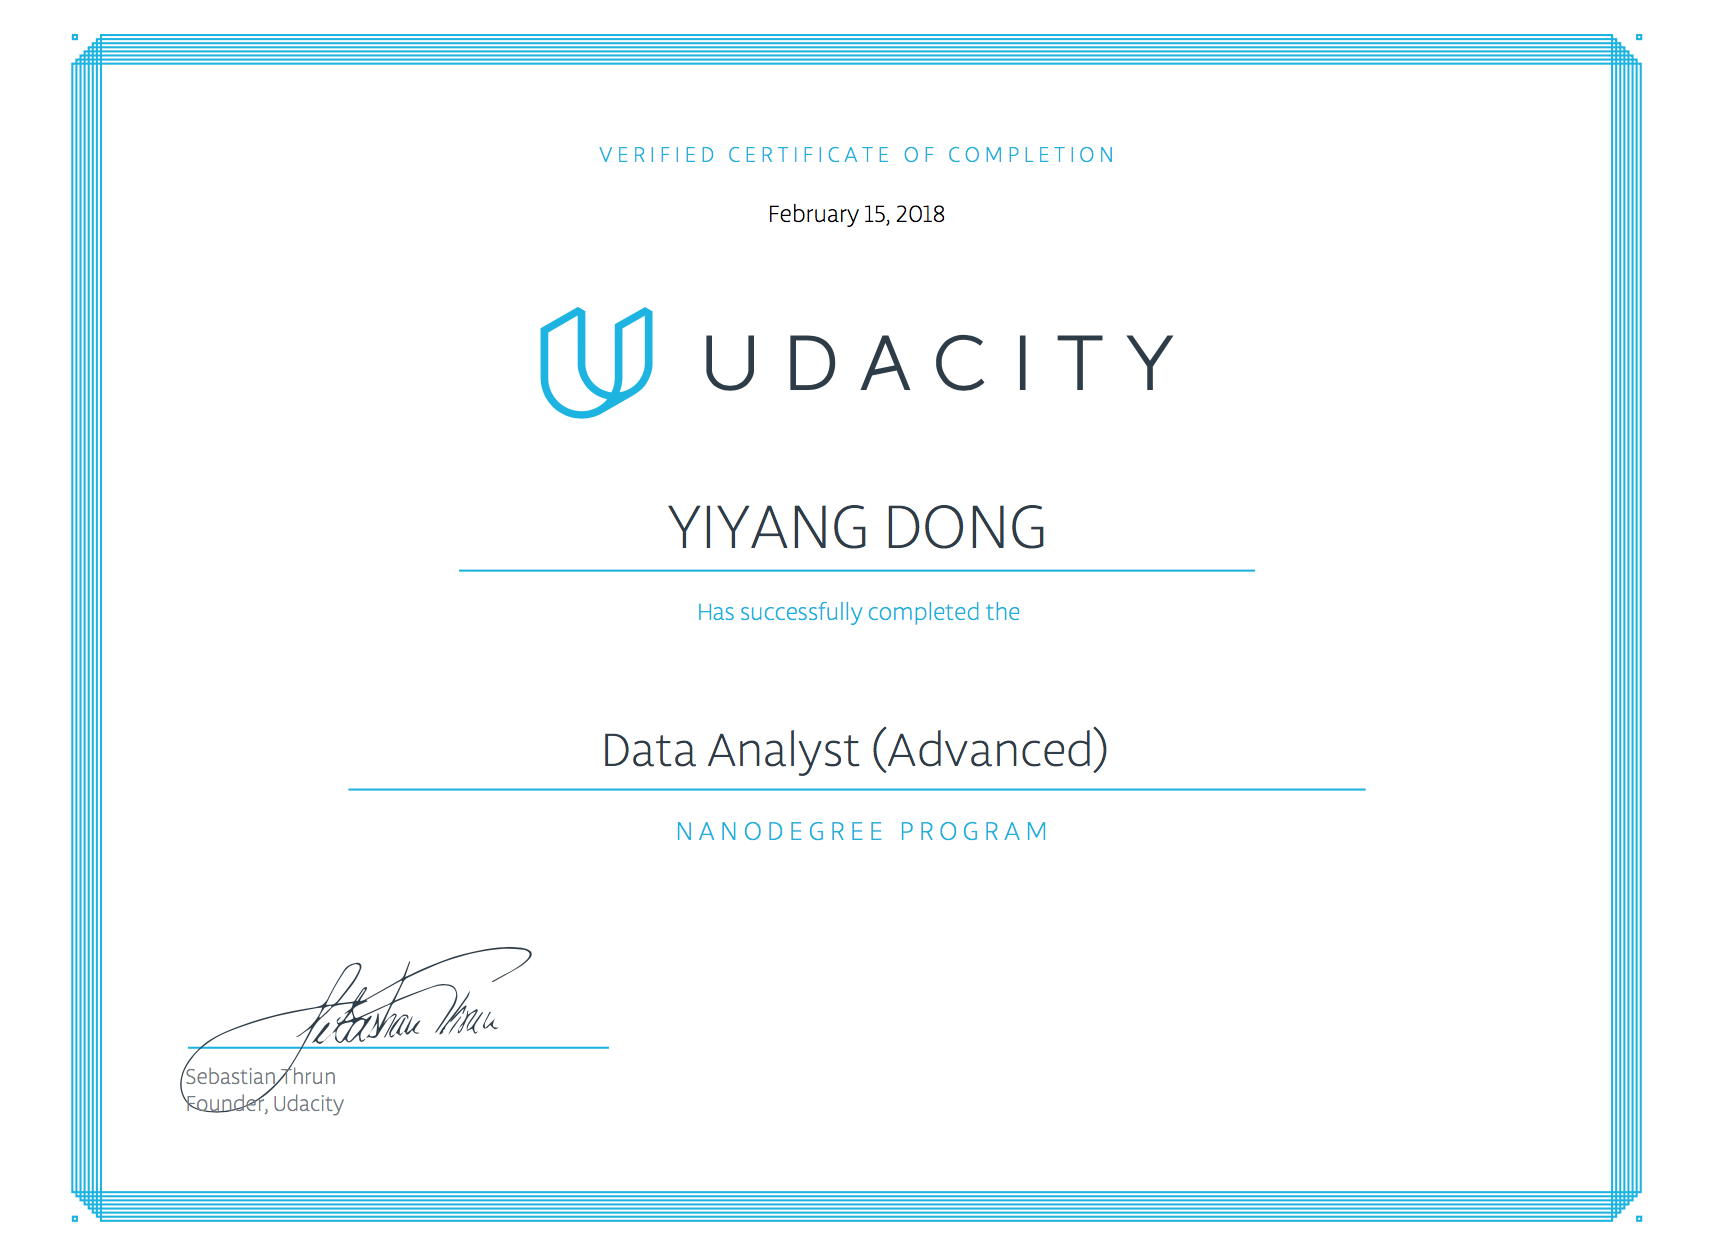 VERIFIED CERTIFICATE OF COMPLETION
February 15, 2018
UDACITY
YIYANG DONG
Has successfully completed the
Data Analyst (Advanced)
NANODEGREE PROGRAM
Sebastian Thrun
Sebastian Thrun
Founder, Udacity